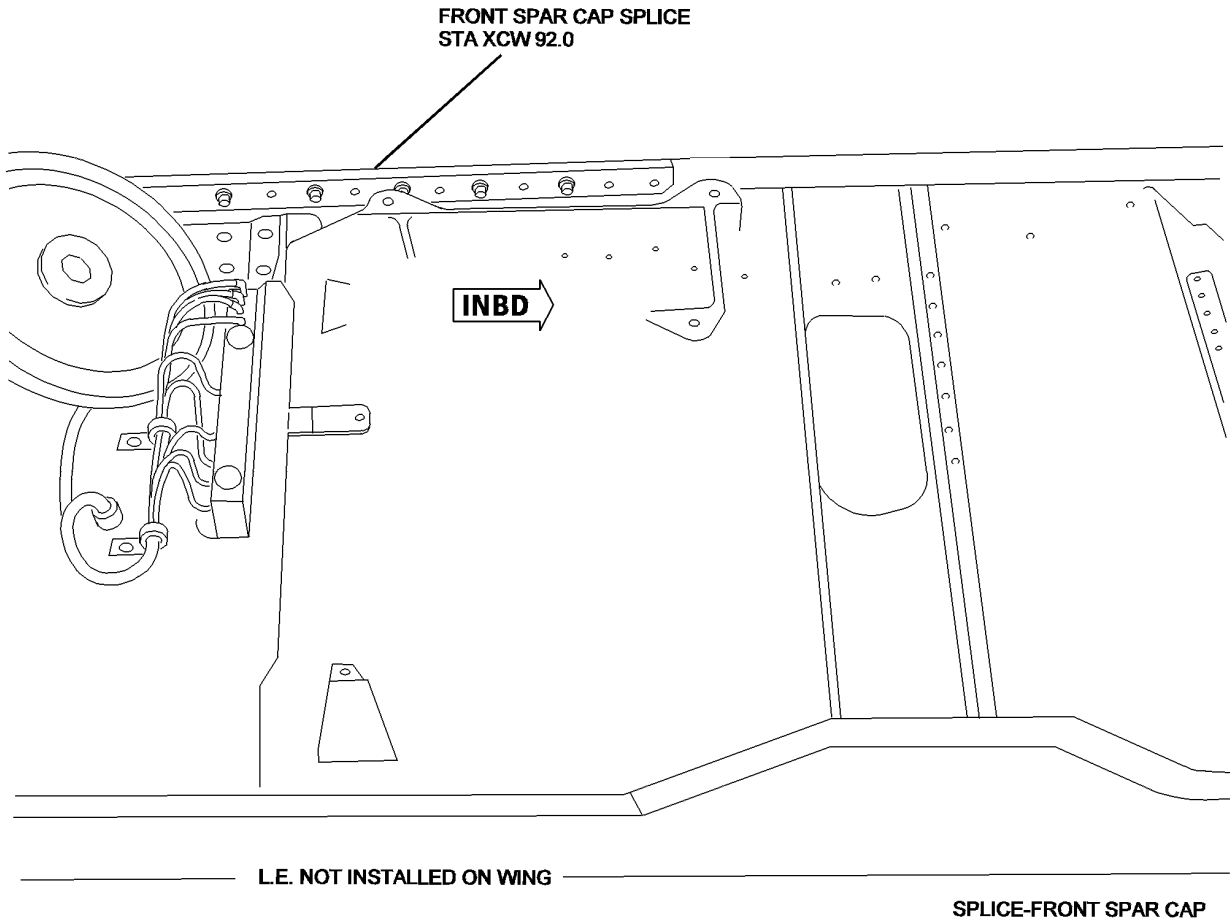 FRONT SPAR CAP SPLICE
STA XCW 92.0
INBD
L.E. NOT INSTALLED ON WING
SPLICE-FRONT SPAR CAP